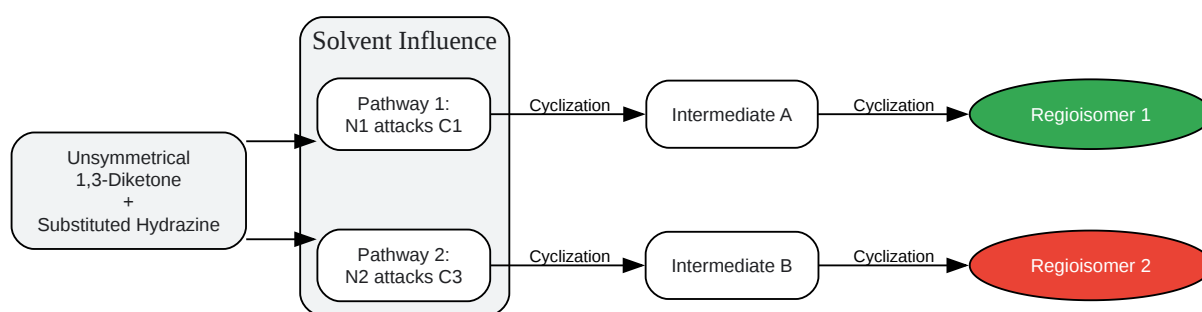 Solvent Influence
Unsymmetrical
1,3-Diketone
+
Substituted Hydrazine
Pathway 1:
N1 attacks C1
Cyclization
Intermediate A
Cyclization
Regioisomer 1
Pathway 2:
N2 attacks C3
Cyclization
Intermediate B
Cyclization
Regioisomer 2